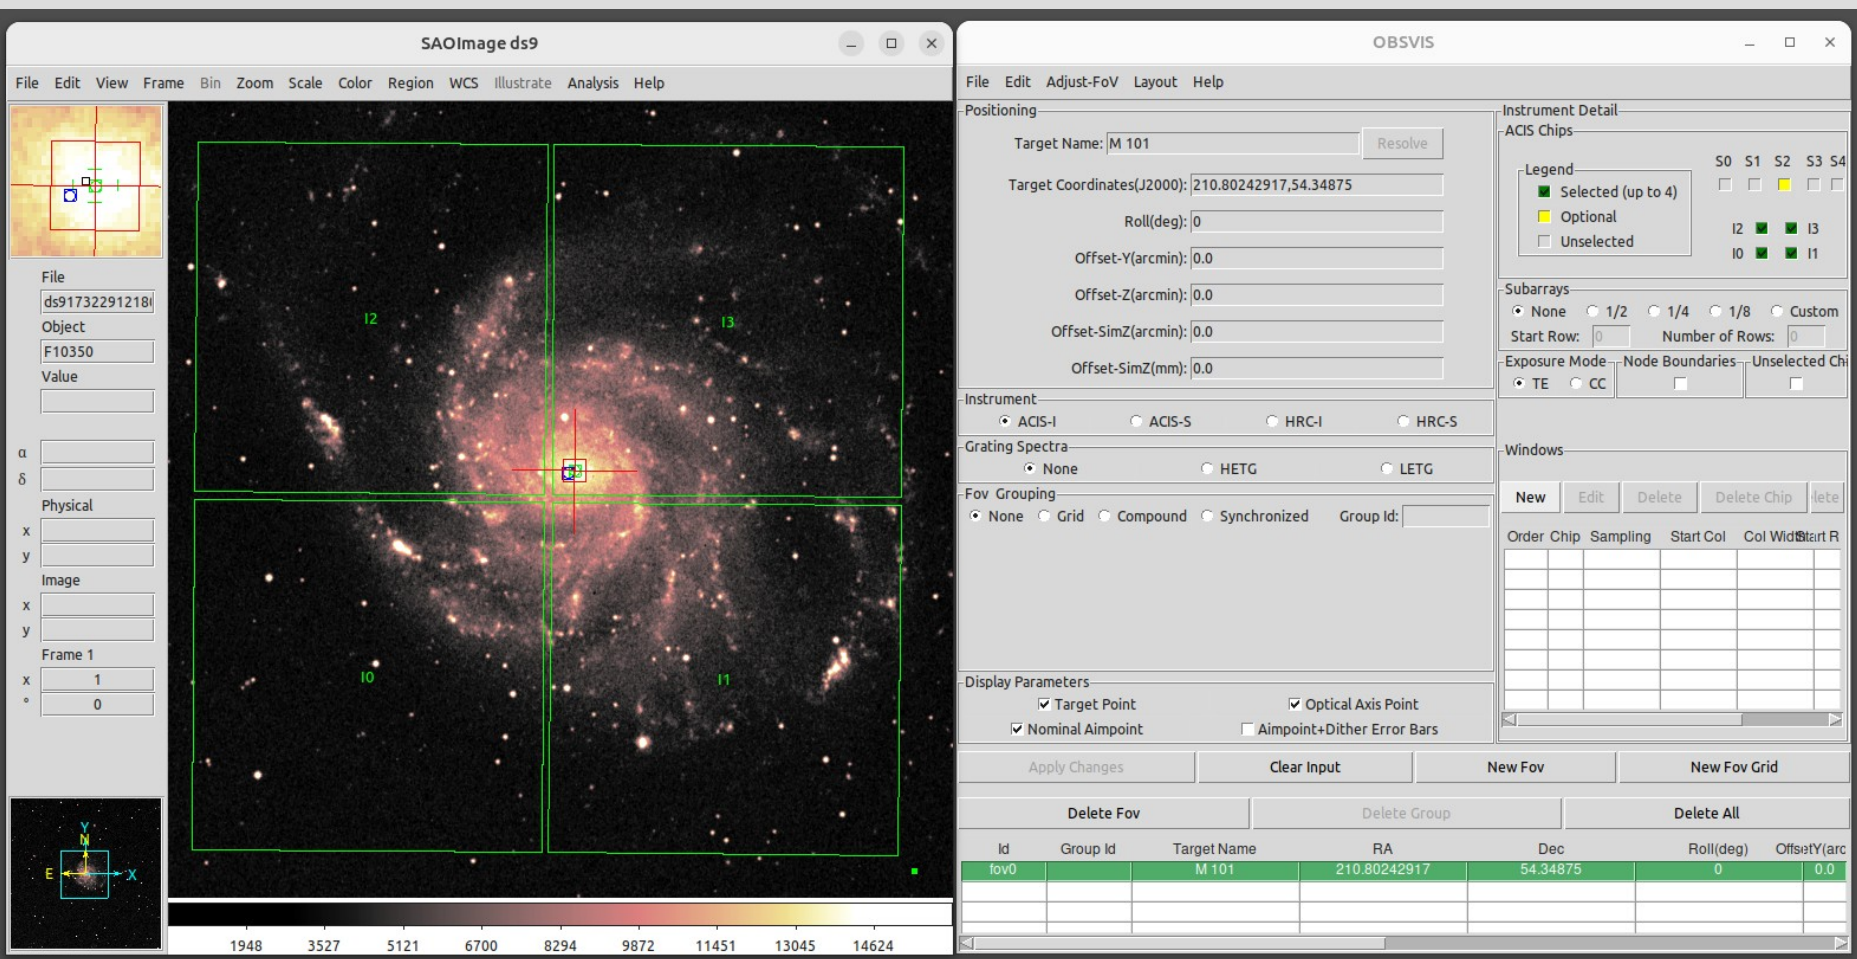 SAOImage ds9
File Edit View Frame Bin Zoom Scale Color Region WCS Illustrate Analysis Help
File
ds9173229121810
Object
F10350
Value
α
δ
Physical
x
y
Image
x
y
Frame 1
x 1
° 0
Y
N
E
X
I2
I3
I0
I1
1948 3527 5121 6700 8294 9872 11451 13045 14624
OBSVIS
File Edit Adjust-FoV Layout Help
Positioning
Target Name: M 101 Resolve
Target Coordinates(J2000): 210.80242917,54.34875
Roll(deg): 0
Offset-Y(arcmin): 0.0
Offset-Z(arcmin): 0.0
Offset-SimZ(arcmin): 0.0
Offset-SimZ(mm): 0.0
Instrument
ACIS-I ACIS-S HRC-I HRC-S
Grating Spectra
None HETG LETG
Fov Grouping
None Grid Compound Synchronized Group Id:
Display Parameters
Target Point Optical Axis Point
Nominal Aimpoint Aimpoint+Dither Error Bars
Instrument Detail
ACIS Chips
Legend
Selected (up to 4)
Optional
Unselected
S0 S1 S2 S3 S4
I2 I3
I0 I1
Subarrays
None 1/2 1/4 1/8 Custom
Start Row: 0 Number of Rows: 0
Exposure Mode Node Boundaries Unselected Chi
TE CC
Windows
New Edit Delete Delete Chip lete
Order Chip Sampling Start Col Col Width tart R
Apply Changes Clear Input New Fov New Fov Grid
Delete Fov Delete Group Delete All
Id Group Id Target Name RA Dec Roll(deg) OffsetY(arc
fov0 M 101 210.80242917 54.34875 0 0.0